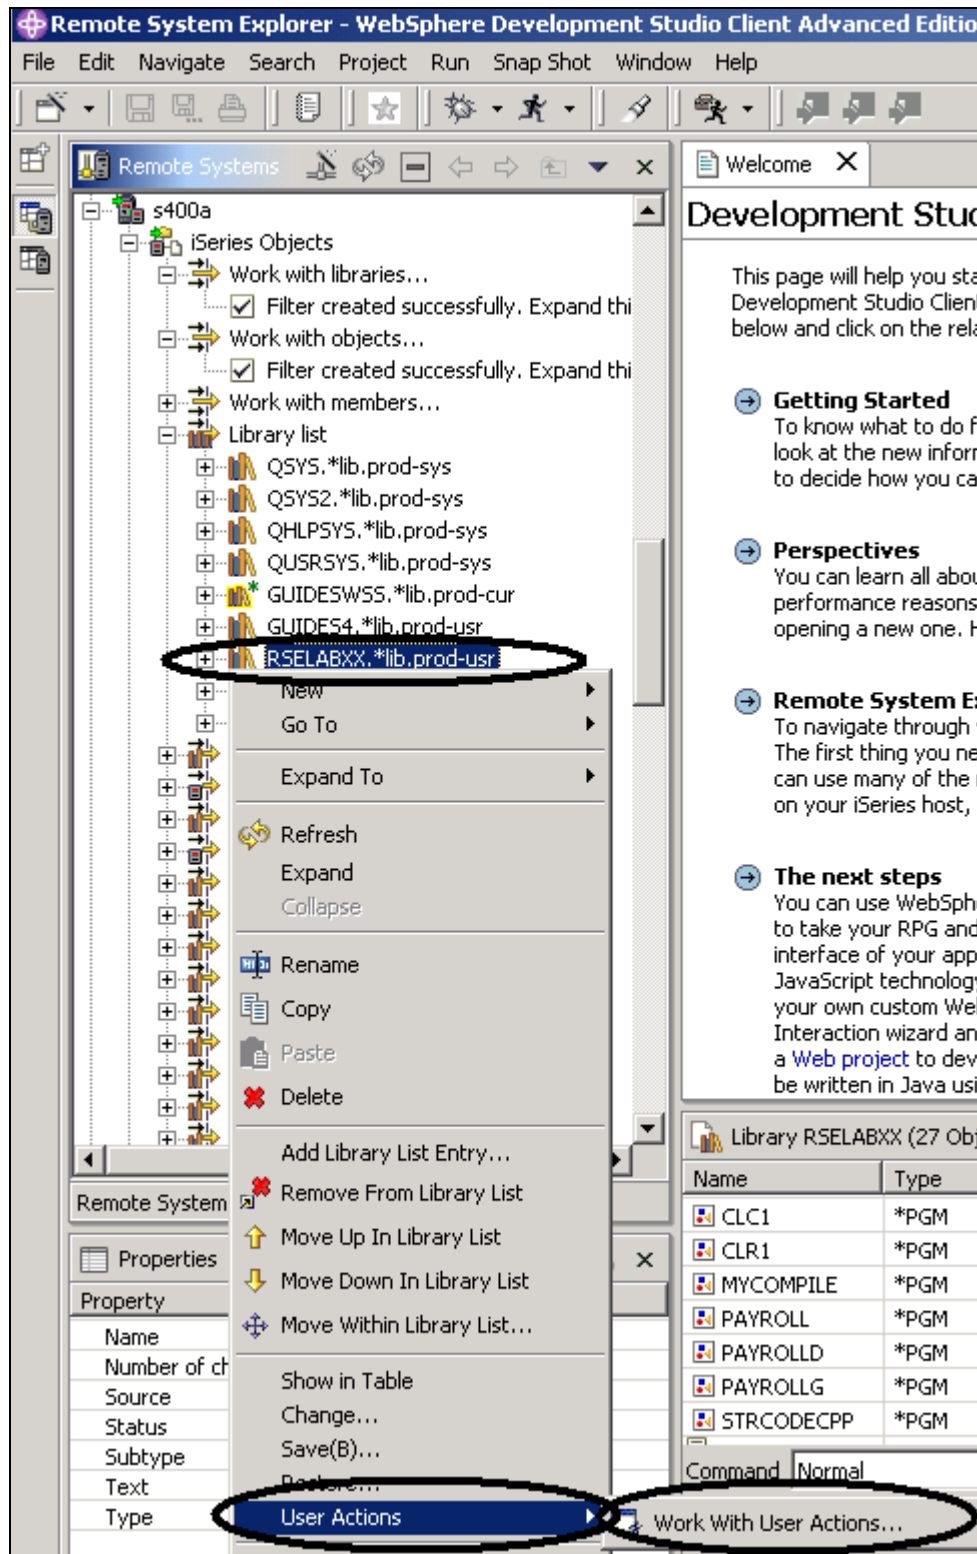 Remote System Explorer - WebSphere Development Studio Client Advanced Editio
File Edit Navigate Search Project Run Snap Shot Window Help
Remote Systems
s400a
iSeries Objects
Work with libraries...
Filter created successfully. Expand thi
Work with objects...
Filter created successfully. Expand thi
Work with members...
Library list
QSYS.*lib.prod-sys
QSYS2.*lib.prod-sys
QHLPSYS.*lib.prod-sys
QUSRSYS.*lib.prod-sys
GUIDESWSS.*lib.prod-cur
GUIDES4.*lib.prod-usr
RSELABXX.*lib.prod-usr
New
Go To
Expand To
Refresh
Expand
Collapse
Rename
Copy
Paste
Delete
Add Library List Entry...
Remove From Library List
Move Up In Library List
Move Down In Library List
Move Within Library List...
Show in Table
Change...
Save(B)...
Restore...
User Actions
Work With User Actions...
Remote System
Properties
Property
Name
Number of ch
Source
Status
Subtype
Text
Type
Welcome
Development Stud
This page will help you sta
Development Studio Client
below and click on the rela
Getting Started
To know what to do f
look at the new inforr
to decide how you ca
Perspectives
You can learn all abou
performance reasons
opening a new one. H
Remote System Ex
To navigate through
The first thing you ne
can use many of the
on your iSeries host,
The next steps
You can use WebSph
to take your RPG and
interface of your app
JavaScript technology
your own custom Wel
Interaction wizard an
a Web project to dev
be written in Java usi
Library RSELABXX (27 Obj
Name Type
CLC1 *PGM
CLR1 *PGM
MYCOMPILE *PGM
PAYROLL *PGM
PAYROLLD *PGM
PAYROLLG *PGM
STRCODECPP *PGM
Command Normal